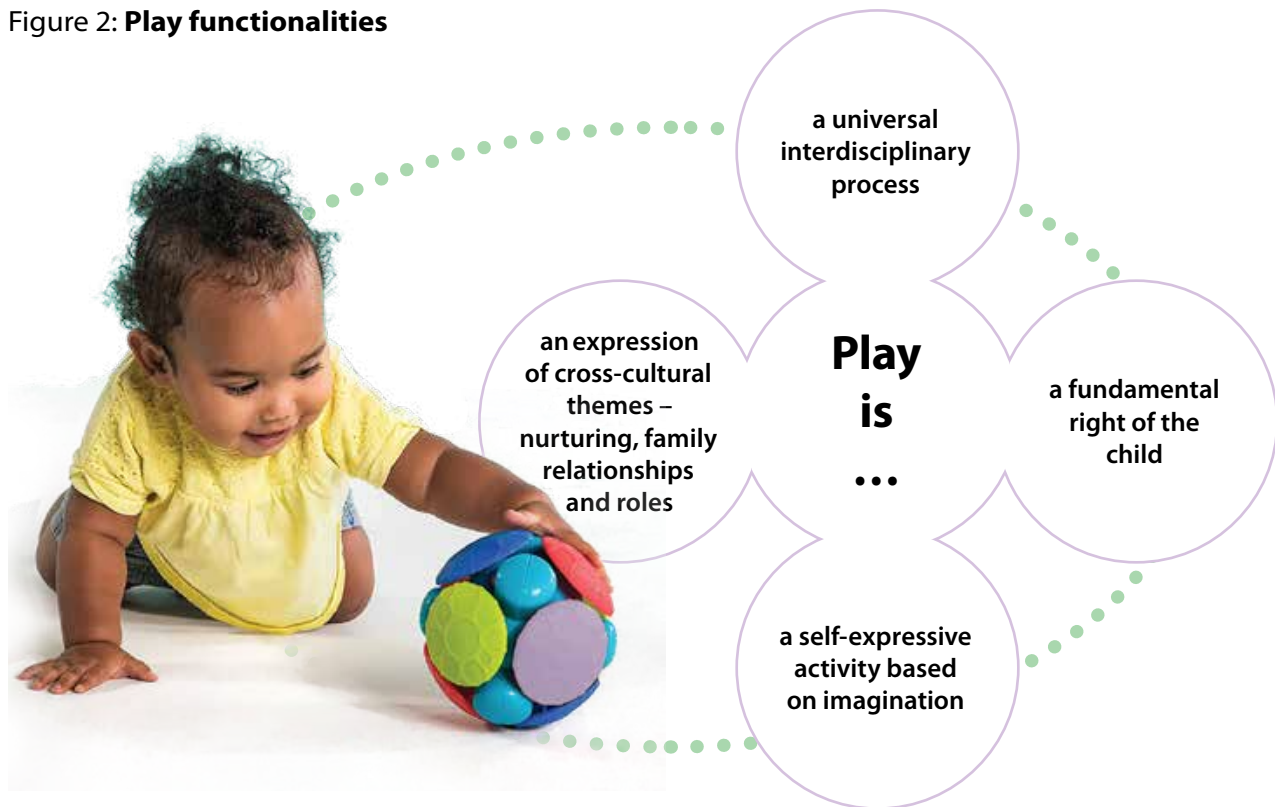 Figure 2: Play functionalities
a universal
interdisciplinary
process
an expression
of cross-cultural
themes –
nurturing, family
relationships
and roles
Play
is
...
a fundamental
right of the
child
a self-expressive
activity based
on imagination